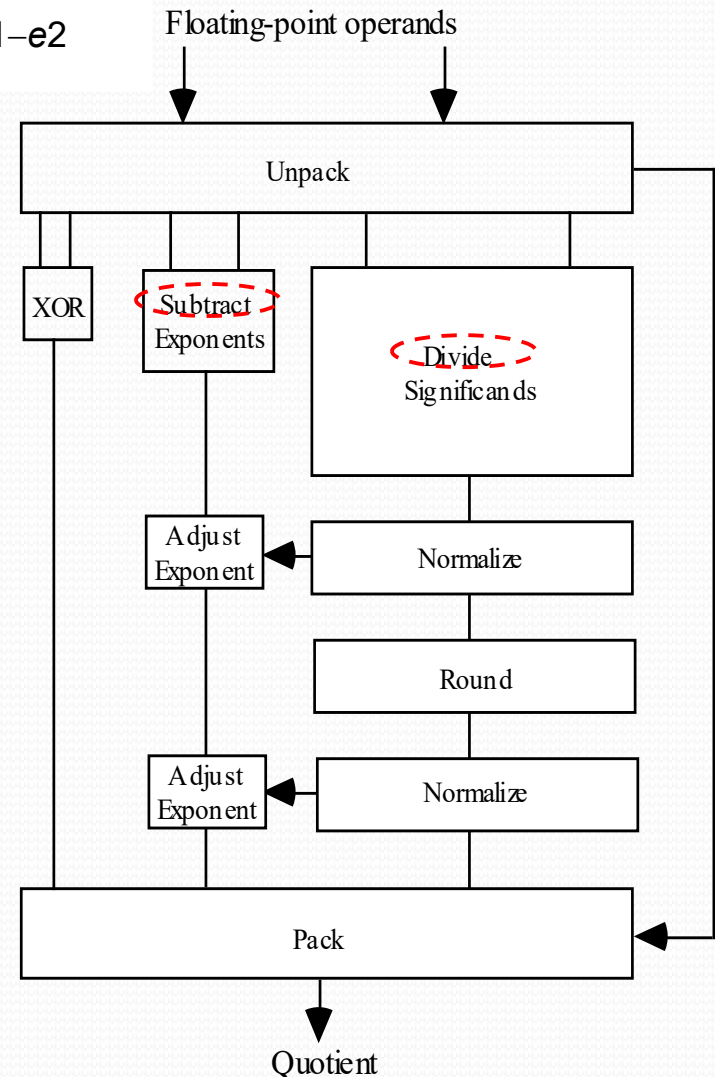 1−e2
Floating-point operands
Unpack
XOR
Subtract
Exponents
Divide
Significands
Adjust
Exponent
Normalize
Round
Adjust
Exponent
Normalize
Pack
Quotient